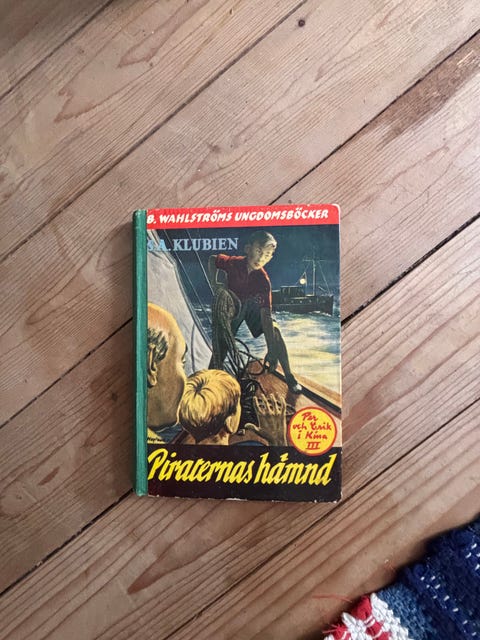 B. WAHLSTRÖMS UNGDOMSBÖCKER
S.A. KLUBIEN
Per
och Erik
i Kina
III
Piraternas hämnd